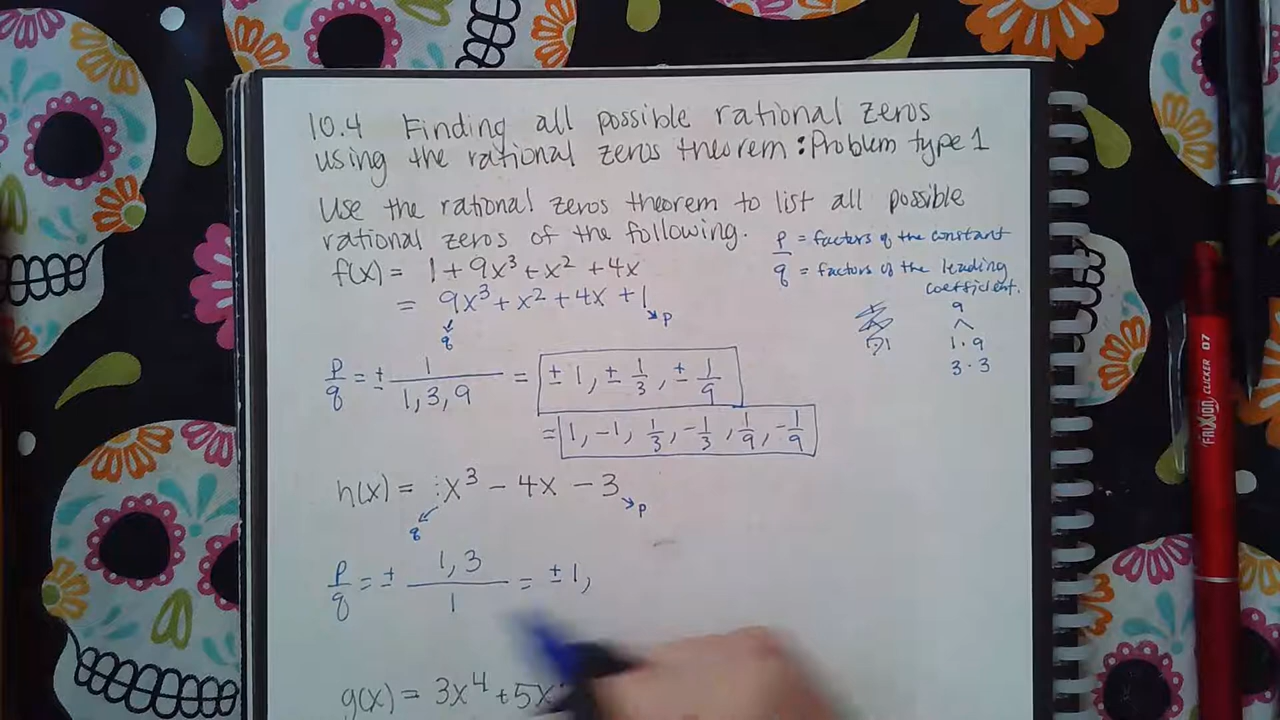 10.4 Finding all possible rational zeros
using the rational zeros theorem: Problem type 1
Use the rational zeros theorem to list all possible
rational zeros of the following.
p = factors of the constant
q = factors of the leading
coefficient.
f(x) = 1 + 9x³ + x² + 4x
= 9x³ + x² + 4x + 1
q
p
9
1·9
3·3
p/q = ± 1/1, 3, 9 = ± 1, ± 1/3, ± 1/9
= 1, -1, 1/3, -1/3, 1/9, -1/9
h(x) = x³ - 4x - 3
q
p
p/q = ± 1, 3/1 = ± 1,
g(x) = 3x⁴ + 5x
FRIXION CLICKER 07